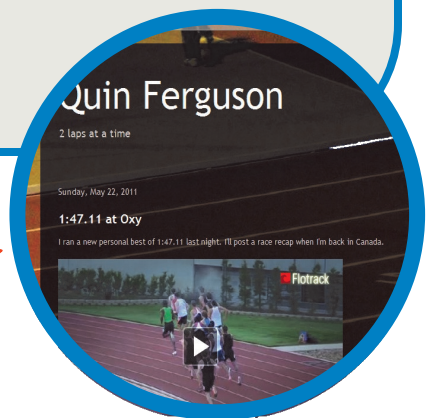 Quin Ferguson
2 laps at a time
Sunday, May 22, 2011
1:47.11 at Oxy
I ran a new personal best of 1:47.11 last night. I'll post a race recap when I'm back in Canada.
Flotrack